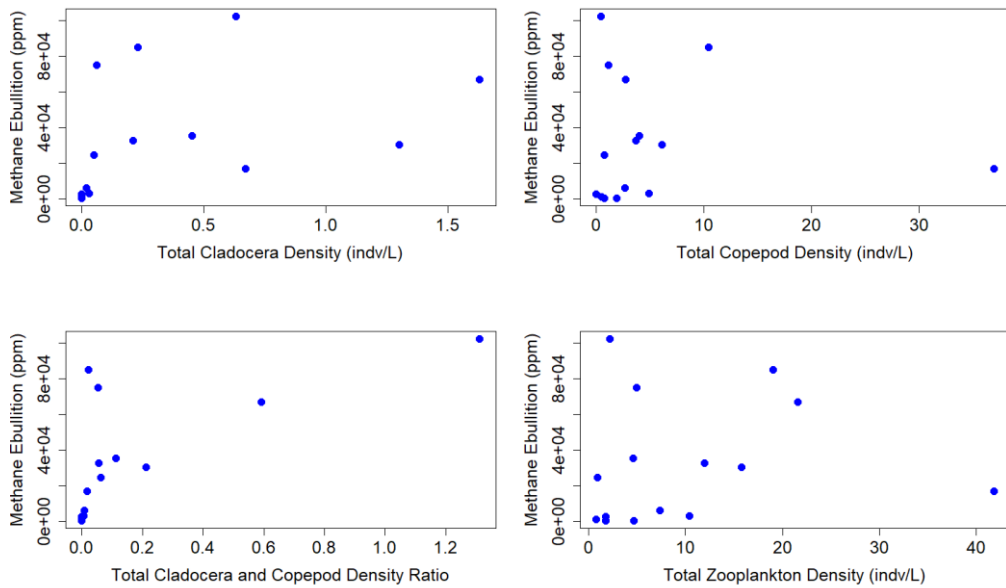 Methane Ebullition (ppm)
8e+04
4e+04
0e+00
0.0 0.5 1.0 1.5
Total Cladocera Density (indv/L)
Methane Ebullition (ppm)
8e+04
4e+04
0e+00
0 10 20 30
Total Copepod Density (indv/L)
Methane Ebullition (ppm)
8e+04
4e+04
0e+00
0.0 0.2 0.4 0.6 0.8 1.0 1.2
Total Cladocera and Copepod Density Ratio
Methane Ebullition (ppm)
8e+04
4e+04
0e+00
0 10 20 30 40
Total Zooplankton Density (indv/L)